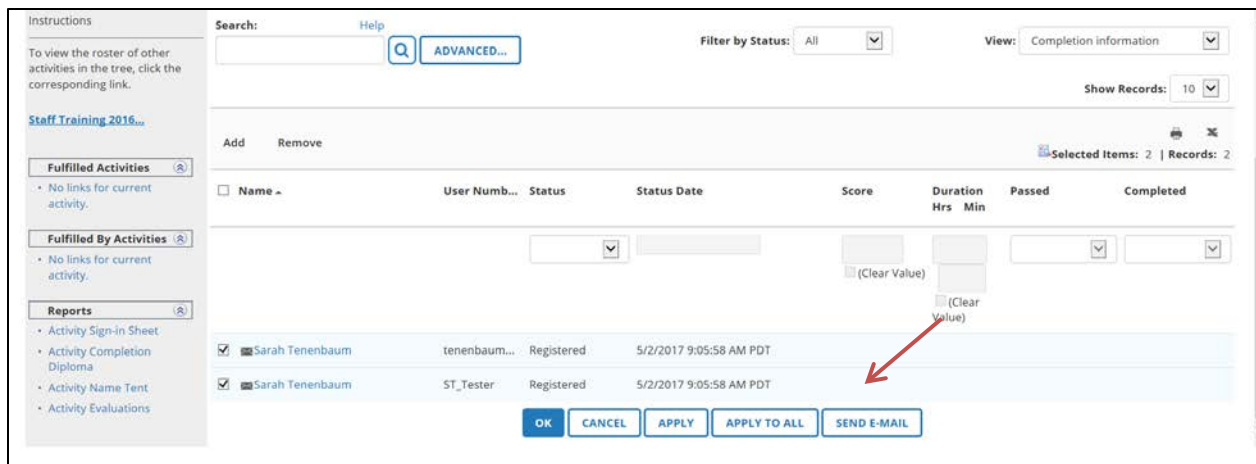 Instructions
To view the roster of other
activities in the tree, click the
corresponding link.
Staff Training 2016...
Fulfilled Activities
• No links for current
activity.
Fulfilled By Activities
• No links for current
activity.
Reports
• Activity Sign-in Sheet
• Activity Completion
Diploma
• Activity Name Tent
• Activity Evaluations
Search: Help
ADVANCED...
Filter by Status: All
View: Completion information
Show Records: 10
Add Remove
Selected Items: 2 | Records: 2
Name User Numb... Status Status Date Score Duration Passed Completed
Hrs Min
(Clear Value)
(Clear
Value)
Sarah Tenenbaum tenenbaum... Registered 5/2/2017 9:05:58 AM PDT
Sarah Tenenbaum ST_Tester Registered 5/2/2017 9:05:58 AM PDT
OK CANCEL APPLY APPLY TO ALL SEND E-MAIL